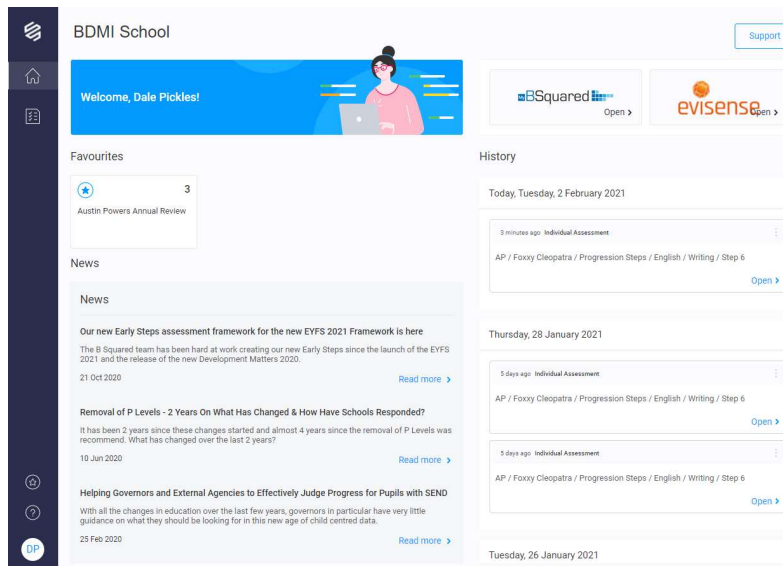 BDMI School
Support
Welcome, Dale Pickles!
BSquared
Open >
evisense
Open >
Favourites
3
Austin Powers Annual Review
News
News
Our new Early Steps assessment framework for the new EYFS 2021 Framework is here
The B Squared team has been hard at work creating our new Early Steps since the launch of the EYFS
2021 and the release of the new Development Matters 2020.
21 Oct 2020
Read more >
Removal of P Levels - 2 Years On What Has Changed & How Have Schools Responded?
It has been 2 years since these changes started and almost 4 years since the removal of P Levels was
recommend. What has changed over the last 2 years?
10 Jun 2020
Read more >
Helping Governors and External Agencies to Effectively Judge Progress for Pupils with SEND
With all the changes in education over the last few years, governors in particular have very little
guidance on what they should be looking for in this new age of child centred data.
25 Feb 2020
Read more >
History
Today, Tuesday, 2 February 2021
3 minutes ago Individual Assessment
AP / Foxxy Cleopatra / Progression Steps / English / Writing / Step 6
Open >
Thursday, 28 January 2021
5 days ago Individual Assessment
AP / Foxxy Cleopatra / Progression Steps / English / Writing / Step 6
Open >
5 days ago Individual Assessment
AP / Foxxy Cleopatra / Progression Steps / English / Writing / Step 6
Open >
Tuesday, 26 January 2021
DP